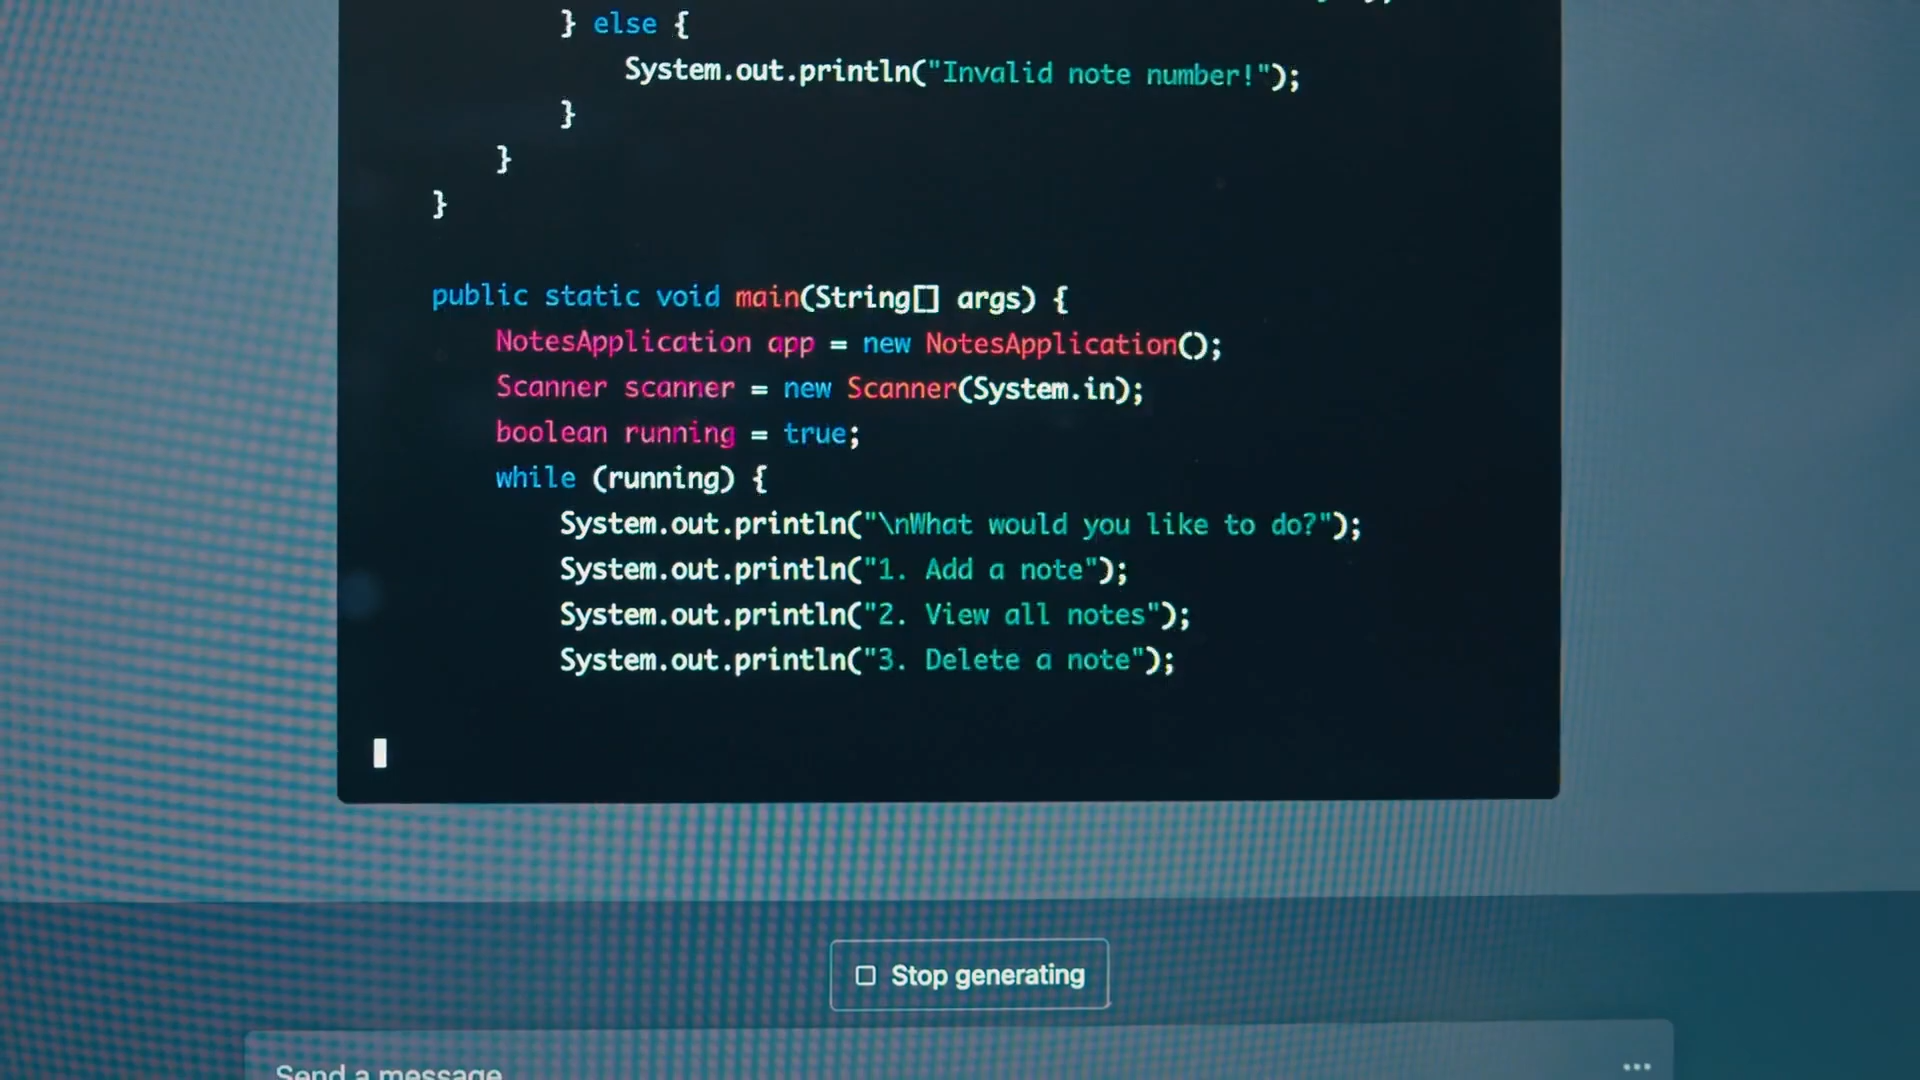 } else {
System.out.println("Invalid note number!");
}
}
}
public static void main(String[] args) {
NotesApplication app = new NotesApplication();
Scanner scanner = new Scanner(System.in);
boolean running = true;
while (running) {
System.out.println("\nWhat would you like to do?");
System.out.println("1. Add a note");
System.out.println("2. View all notes");
System.out.println("3. Delete a note");
Stop generating
Send a message